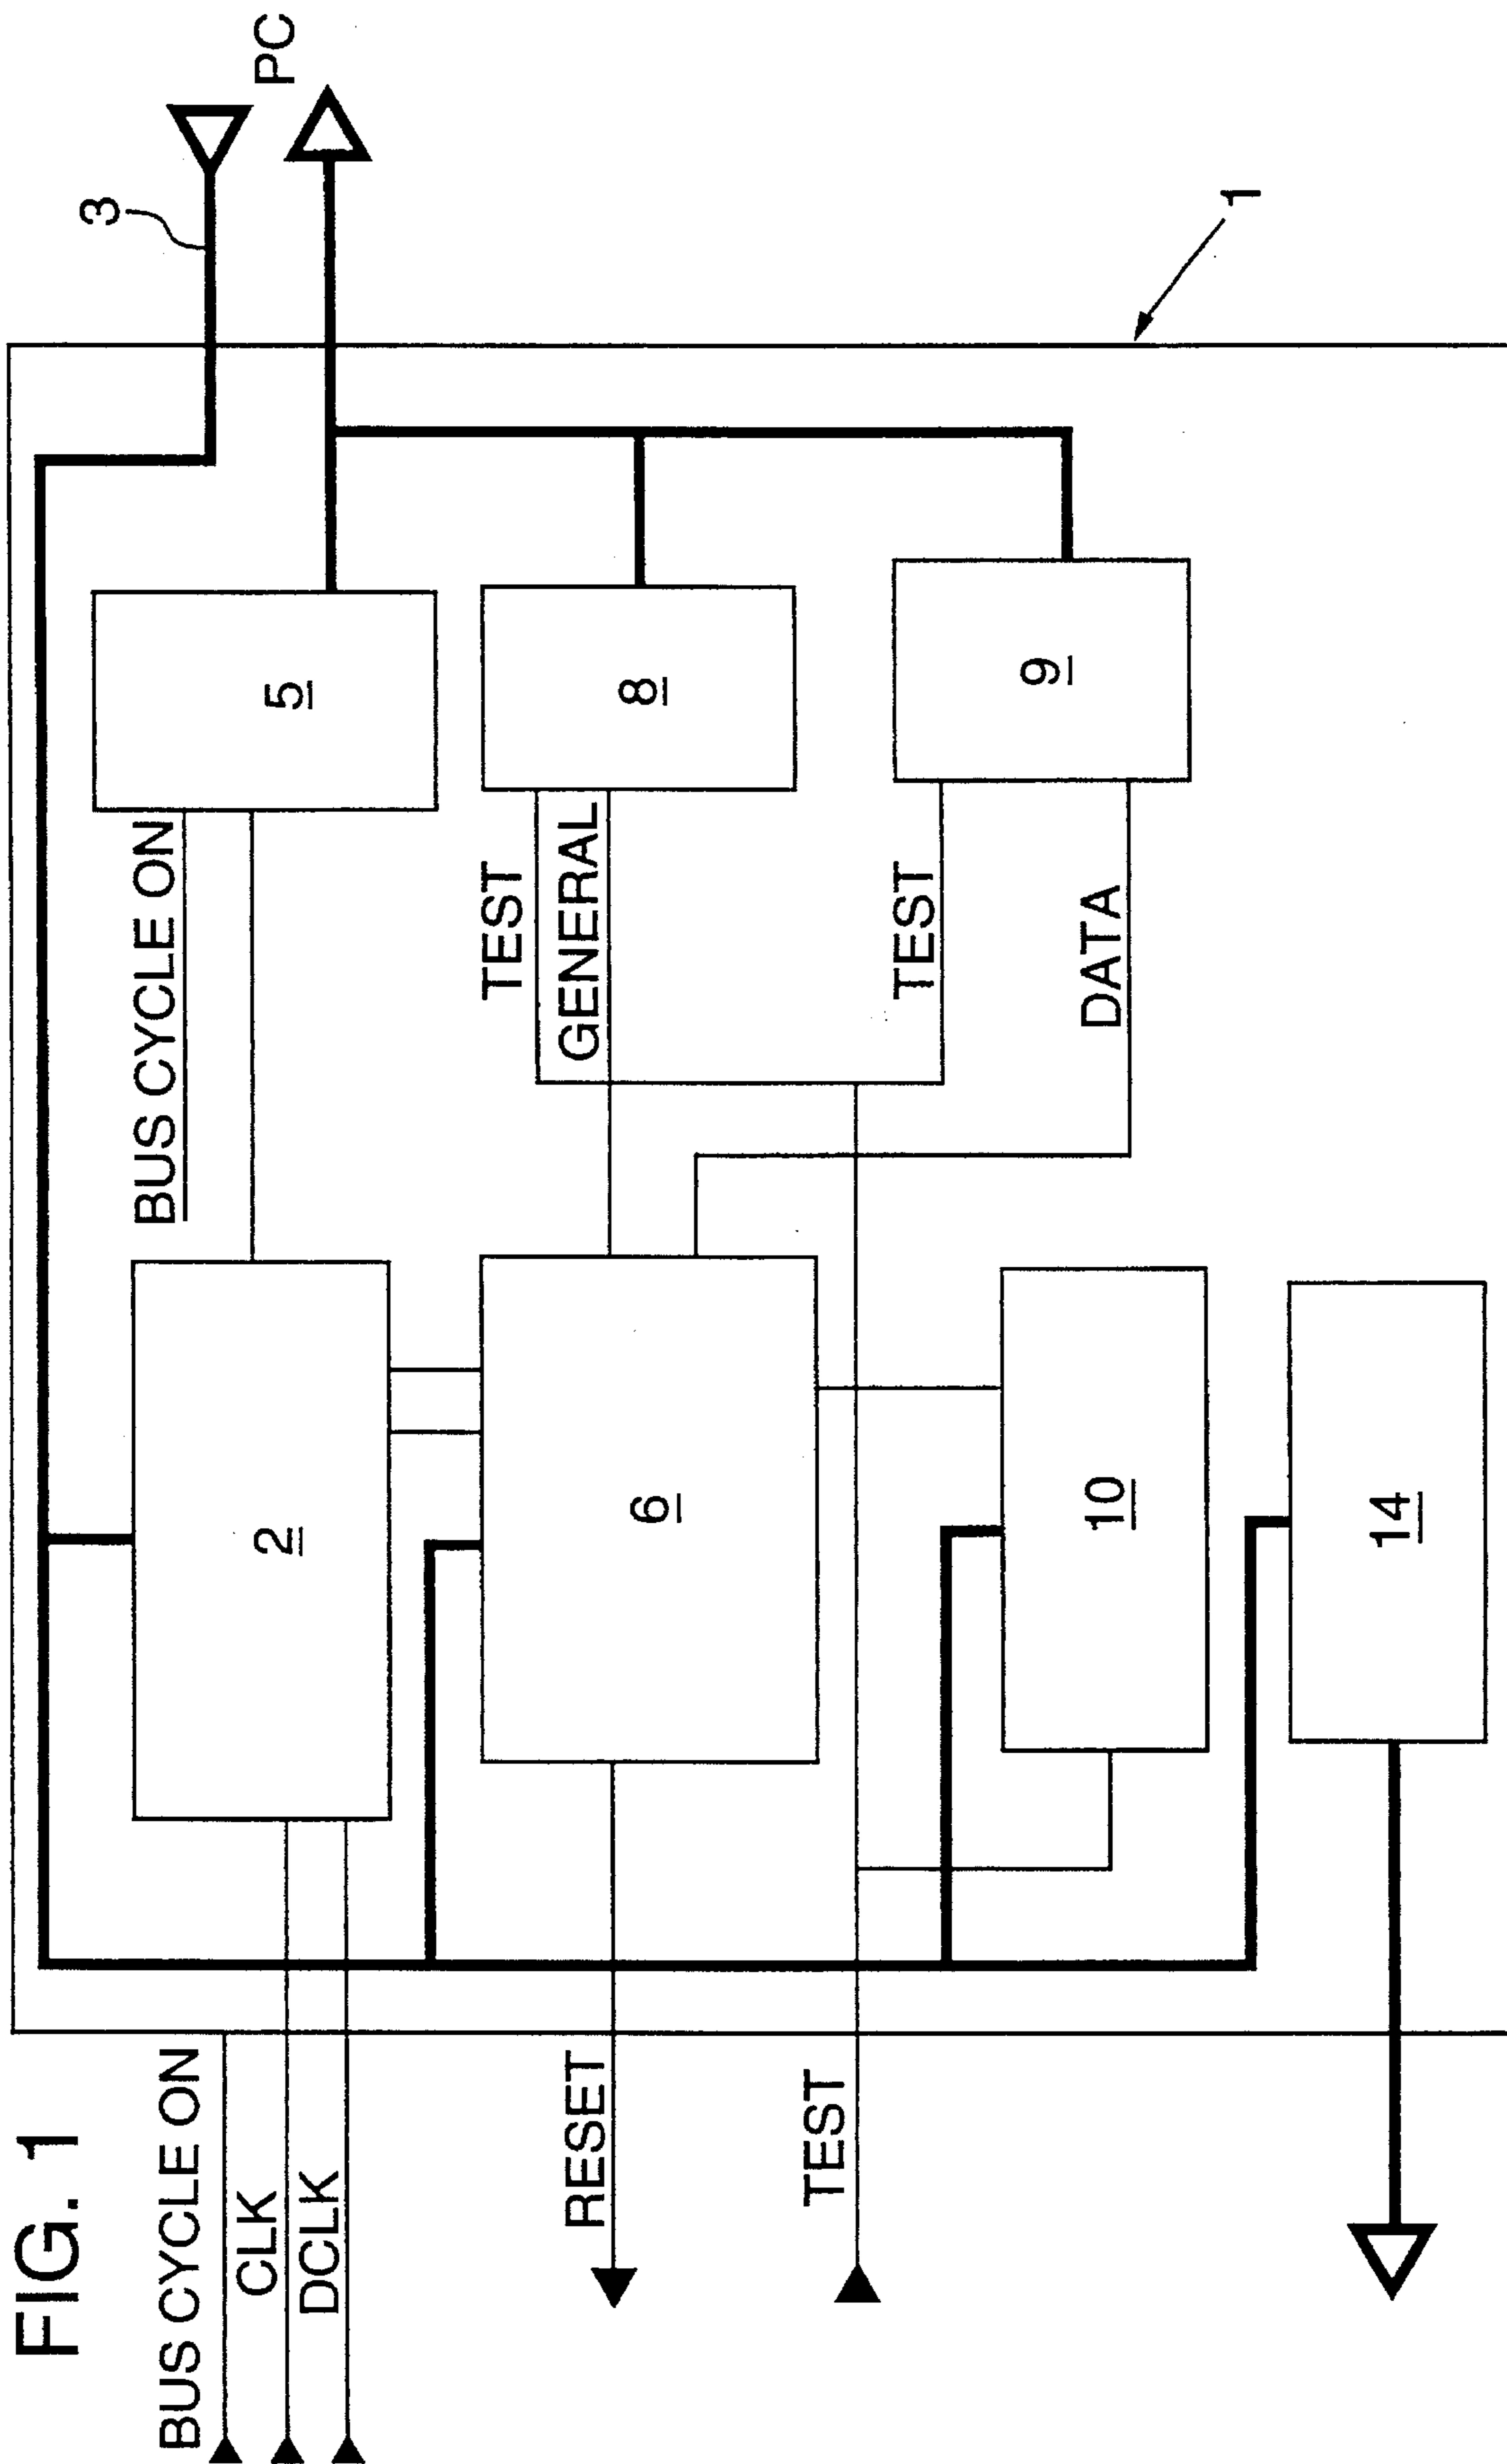 FIG. 1
BUS CYCLE ON
CLK
DCLK
RESET
TEST
BUS CYCLE ON
TEST
GENERAL
TEST
DATA
2
5
6
8
9
10
14
3
PC
1